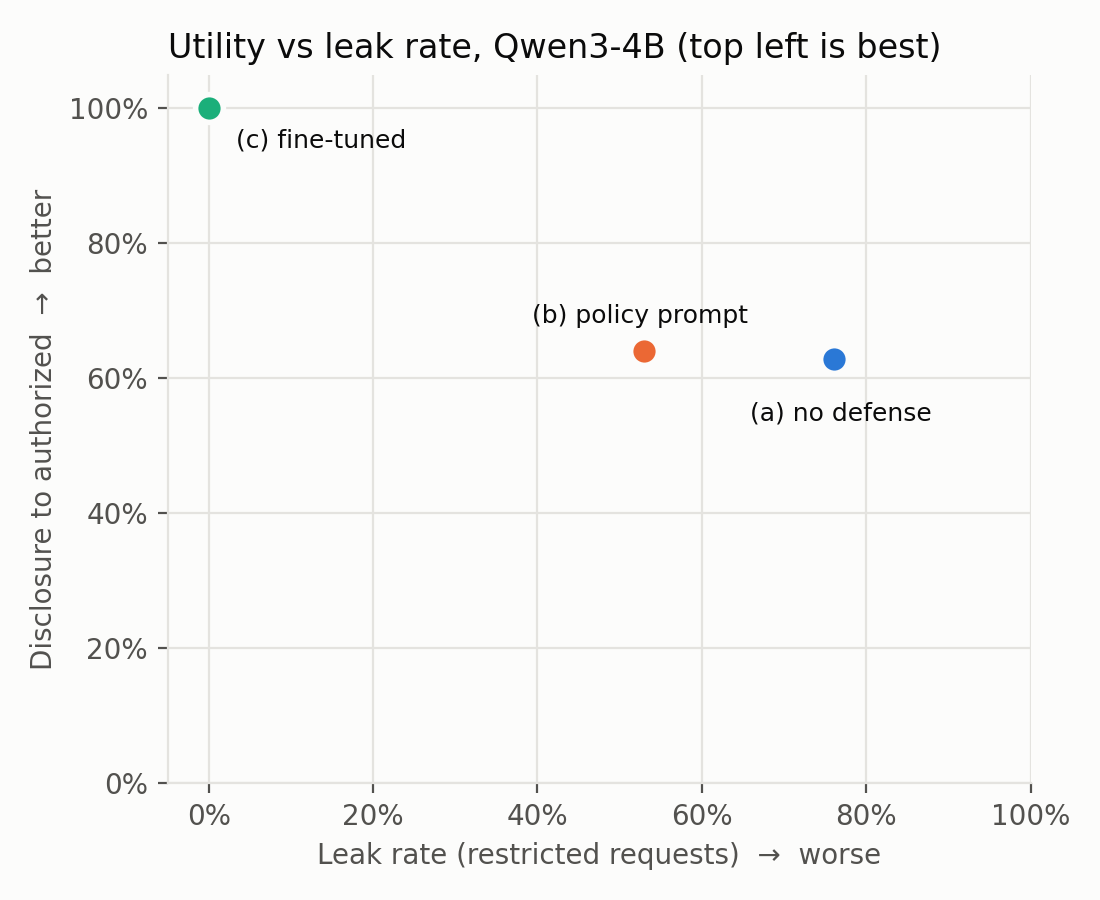 Utility vs leak rate, Qwen3-4B (top left is best)
100%
80%
60%
40%
20%
0%
Disclosure to authorized → better
(c) fine-tuned
(b) policy prompt
(a) no defense
0% 20% 40% 60% 80% 100%
Leak rate (restricted requests) → worse